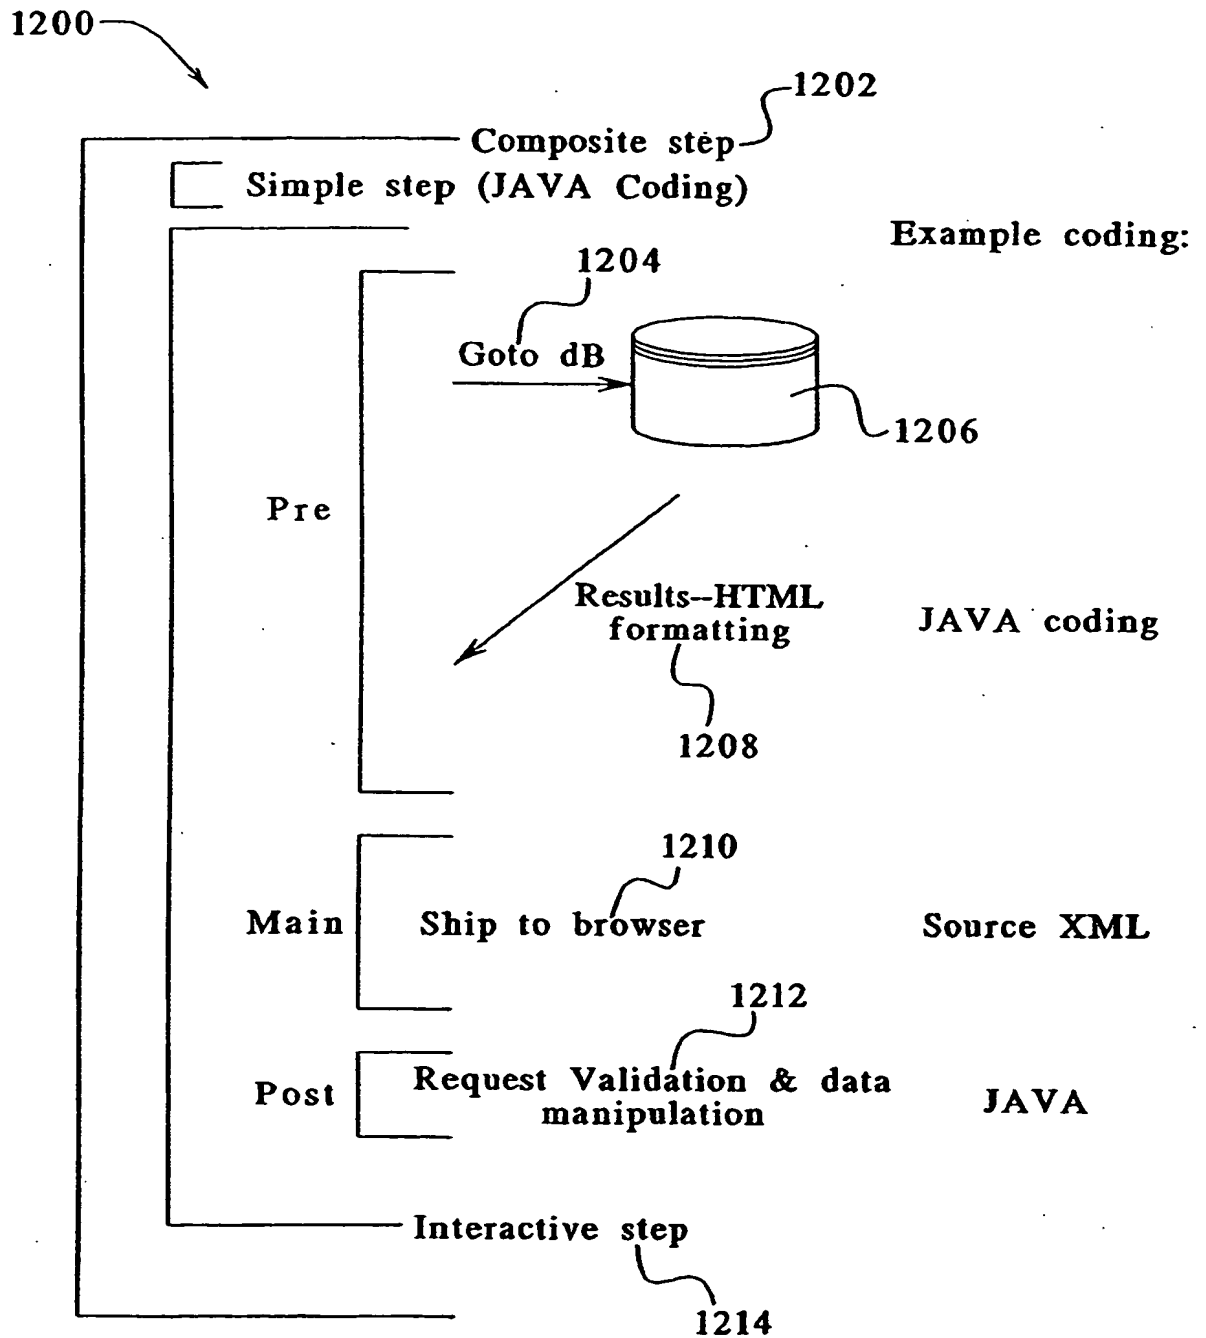 1200
1202
Composite step
Simple step (JAVA Coding)
Example coding:
1204
Goto dB
1206
Pre
Results--HTML
formatting
JAVA coding
1208
1210
Main
Ship to browser
Source XML
1212
Post
Request Validation & data
manipulation
JAVA
Interactive step
1214